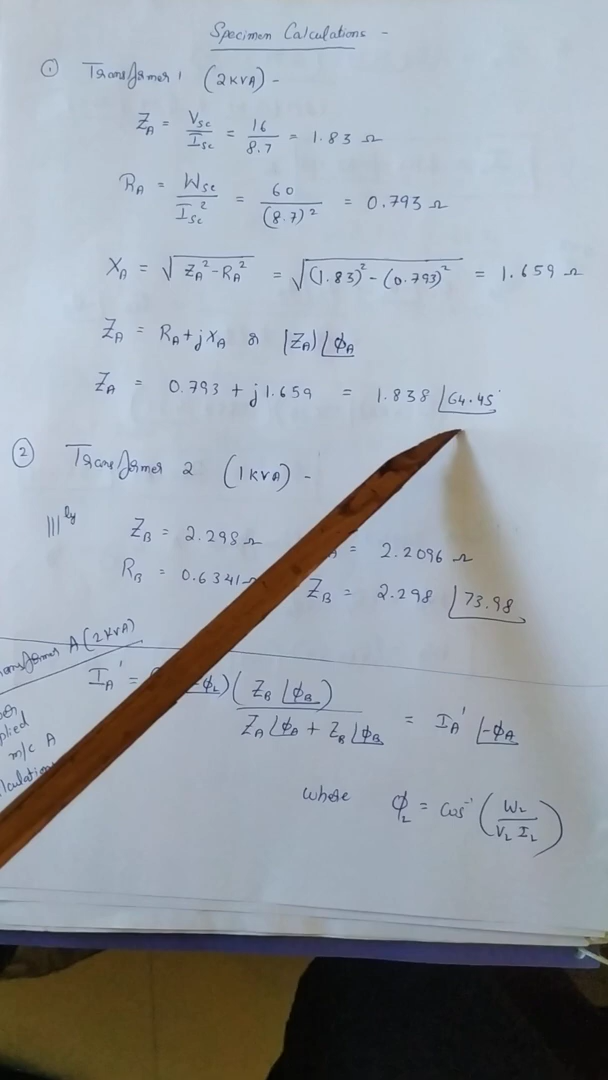 Specimen Calculations -
① Transformer 1 (2KVA) -
Z_A = V_sc / I_sc = 16 / 8.7 = 1.83 Ω
R_A = W_sc / I_sc² = 60 / (8.7)² = 0.793 Ω
X_A = √(Z_A² - R_A²) = √((1.83)² - (0.793)²) = 1.659 Ω
Z_A = R_A + j X_A or |Z_A| ∠ϕ_A
Z_A = 0.793 + j 1.659 = 1.838 ∠64.45°
② Transformer 2 (1KVA) -
|||ly Z_B = 2.298 Ω = 2.2096 Ω
R_B = 0.6341 Ω Z_B = 2.298 ∠73.98
A (2KVA)
I_A' = ϕ_L) (Z_B ∠ϕ_B) / Z_A ∠ϕ_A + Z_B ∠ϕ_B = I_A' ∠-ϕ_A
m/c A
where ϕ_L = cos⁻¹ (W_L / V_L I_L)